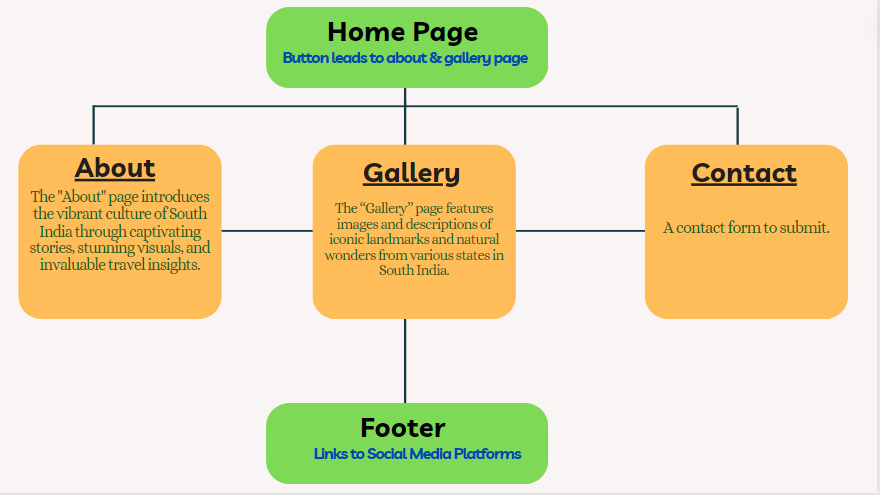 Home Page
Button leads to about & gallery page
About
The "About" page introduces
the vibrant culture of South
India through captivating
stories, stunning visuals, and
invaluable travel insights.
Gallery
The “Gallery” page features
images and descriptions of
iconic landmarks and natural
wonders from various states in
South India.
Contact
A contact form to submit.
Footer
Links to Social Media Platforms